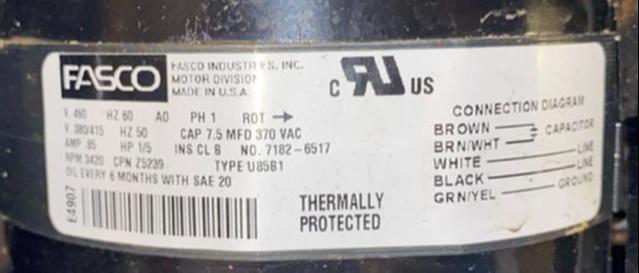 FASCO
FASCO INDUSTRIES, INC.
MOTOR DIVISION
MADE IN U.S.A.
C RU US
V. 460 HZ 60 AO PH 1 ROT →
V. 380/415 HZ 50 CAP. 7.5 MFD 370 VAC
AMP .85 HP 1/5 INS CL B NO. 7182-6517
RPM 3420 CPN Z5239 TYPE U85B1
OIL EVERY 6 MONTHS WITH SAE 20
E4907
THERMALLY
PROTECTED
CONNECTION DIAGRAM
BROWN CAPACITOR
BRN/WHT
WHITE LINE
BLACK LINE
GRN/YEL GROUND